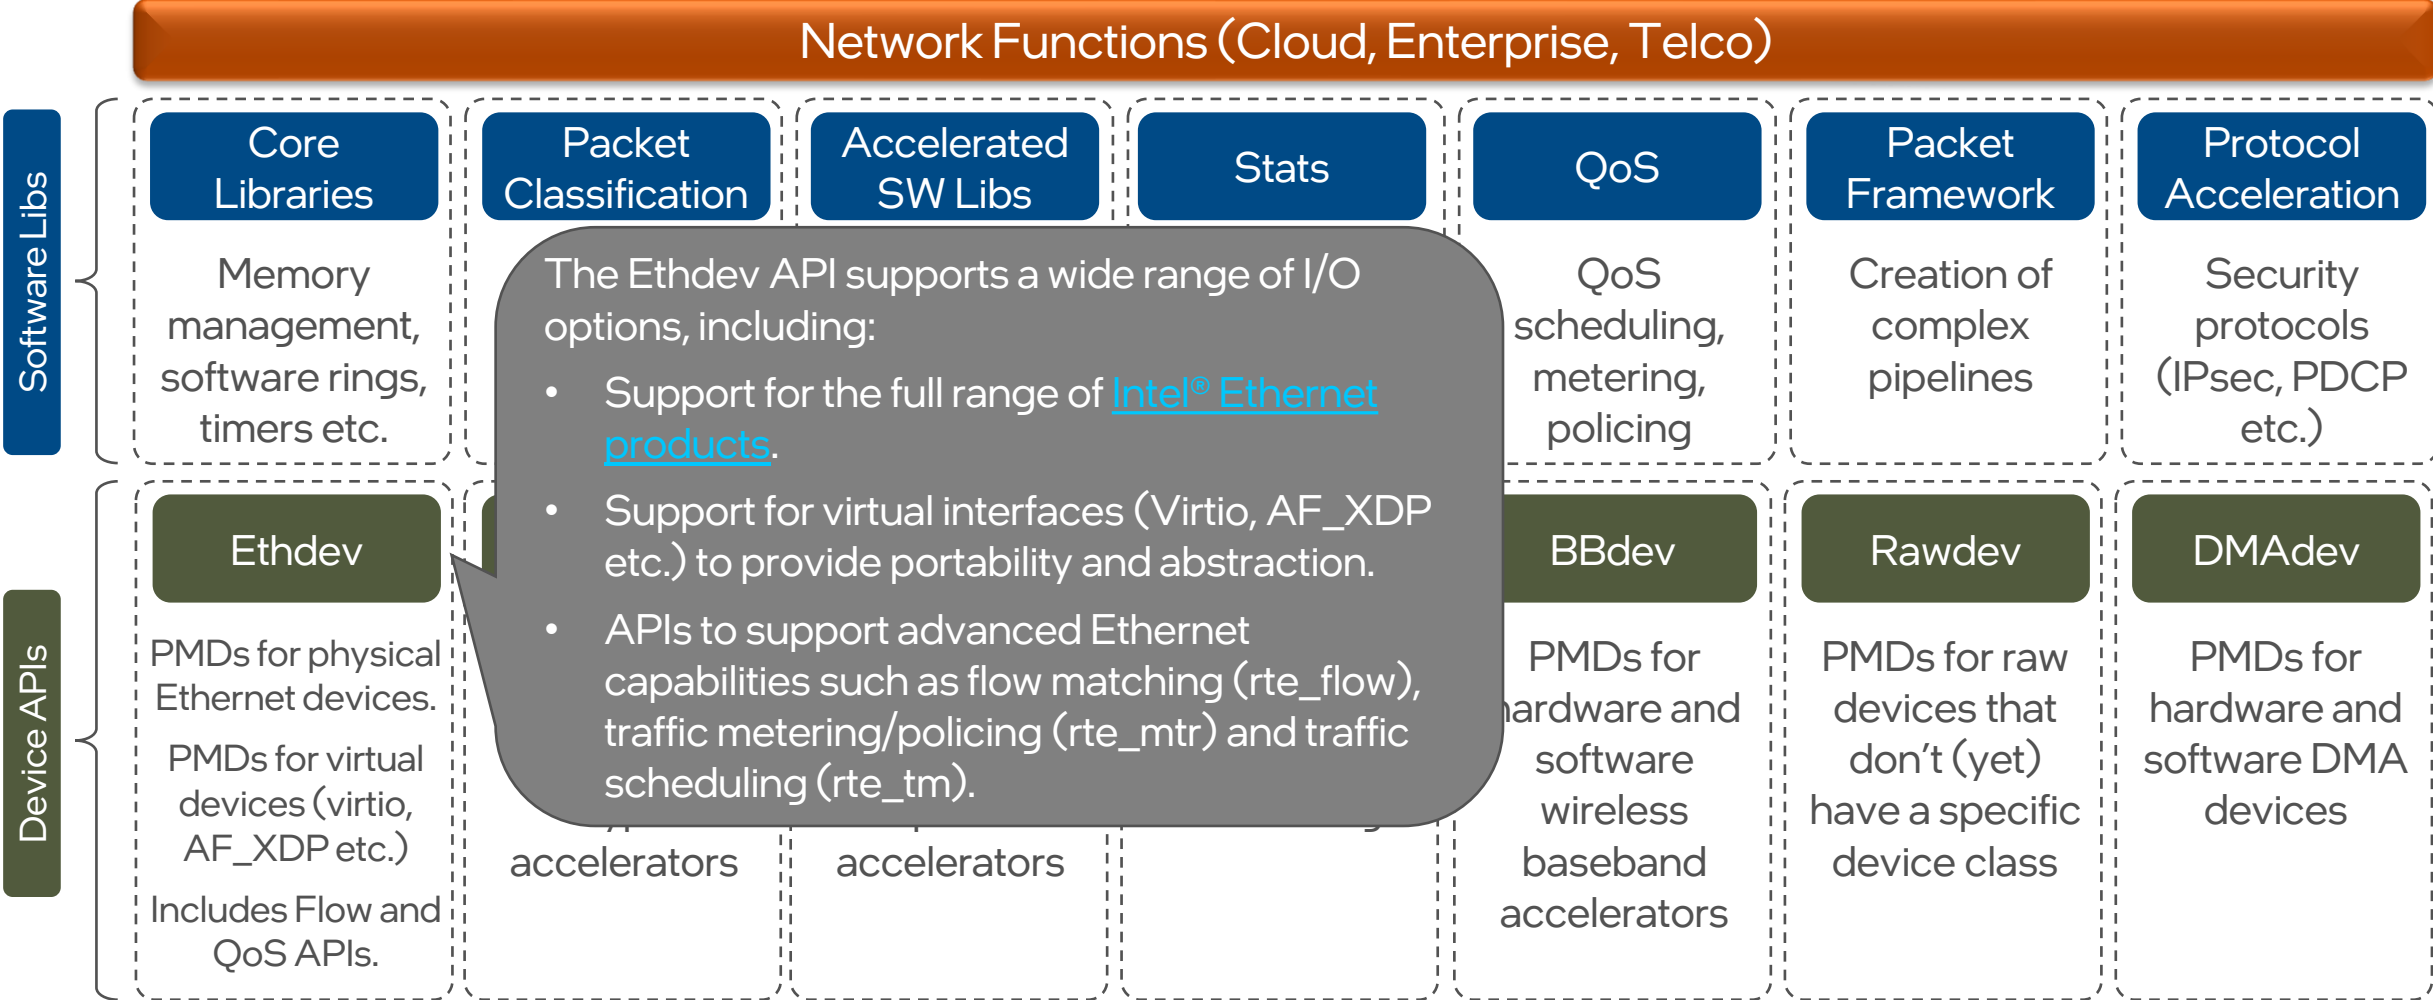 Network Functions (Cloud, Enterprise, Telco)
Software Libs
Core
Libraries
Memory
management,
software rings,
timers etc.
Packet
Classification
Accelerated
SW Libs
Stats
QoS
QoS
scheduling,
metering,
policing
Packet
Framework
Creation of
complex
pipelines
Protocol
Acceleration
Security
protocols
(IPsec, PDCP
etc.)
The Ethdev API supports a wide range of I/O
options, including:
• Support for the full range of Intel® Ethernet
products.
• Support for virtual interfaces (Virtio, AF_XDP
etc.) to provide portability and abstraction.
• APIs to support advanced Ethernet
capabilities such as flow matching (rte_flow),
traffic metering/policing (rte_mtr) and traffic
scheduling (rte_tm).
Device APIs
Ethdev
PMDs for physical
Ethernet devices.
PMDs for virtual
devices (virtio,
AF_XDP etc.)
Includes Flow and
QoS APIs.
accelerators
accelerators
BBdev
PMDs for
hardware and
software
wireless
baseband
accelerators
Rawdev
PMDs for raw
devices that
don't (yet)
have a specific
device class
DMAdev
PMDs for
hardware and
software DMA
devices